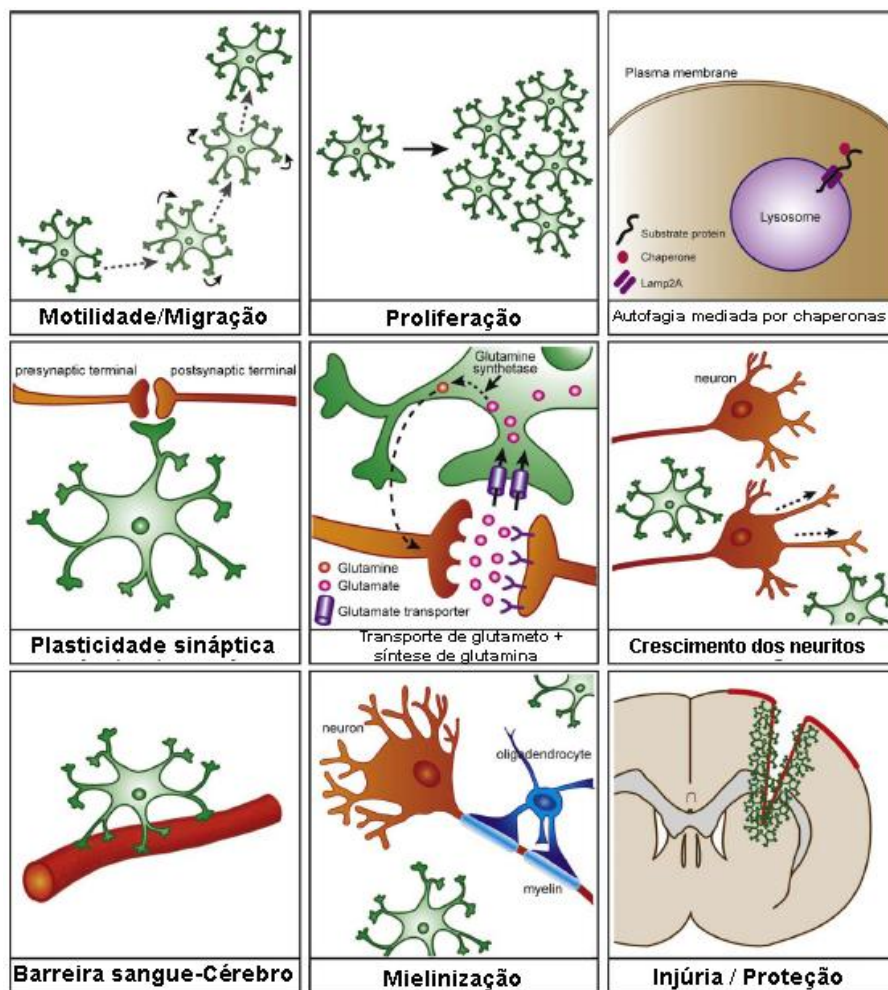 Motilidade/Migração
Proliferação
Plasma membrane
Lysosome
Substrate protein
Chaperone
Lamp2A
Autofagia mediada por chaperonas
presynaptic terminal
postsynaptic terminal
Plasticidade sináptica
Glutamine
synthetase
Glutamine
Glutamate
Glutamate transporter
Transporte de glutameto +
síntese de glutamina
neuron
Crescimento dos neuritos
Barreira sangue-Cérebro
neuron
oligadendrocyte
myelin
Mielinização
Injúria / Proteção